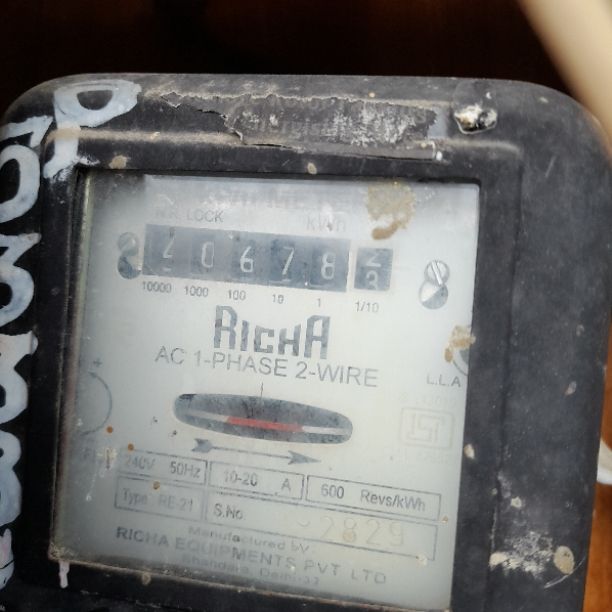 N.R. LOCK
kWh
2 0 6 7 8
10000 1000 100 10 1 1/10
RICHA
AC 1-PHASE 2-WIRE
L.L.A
240V 50Hz 10-20 A 600 Revs/kWh
Type RE-21 S.No. 2829
Manufactured by
RICHA EQUIPMENTS PVT LTD